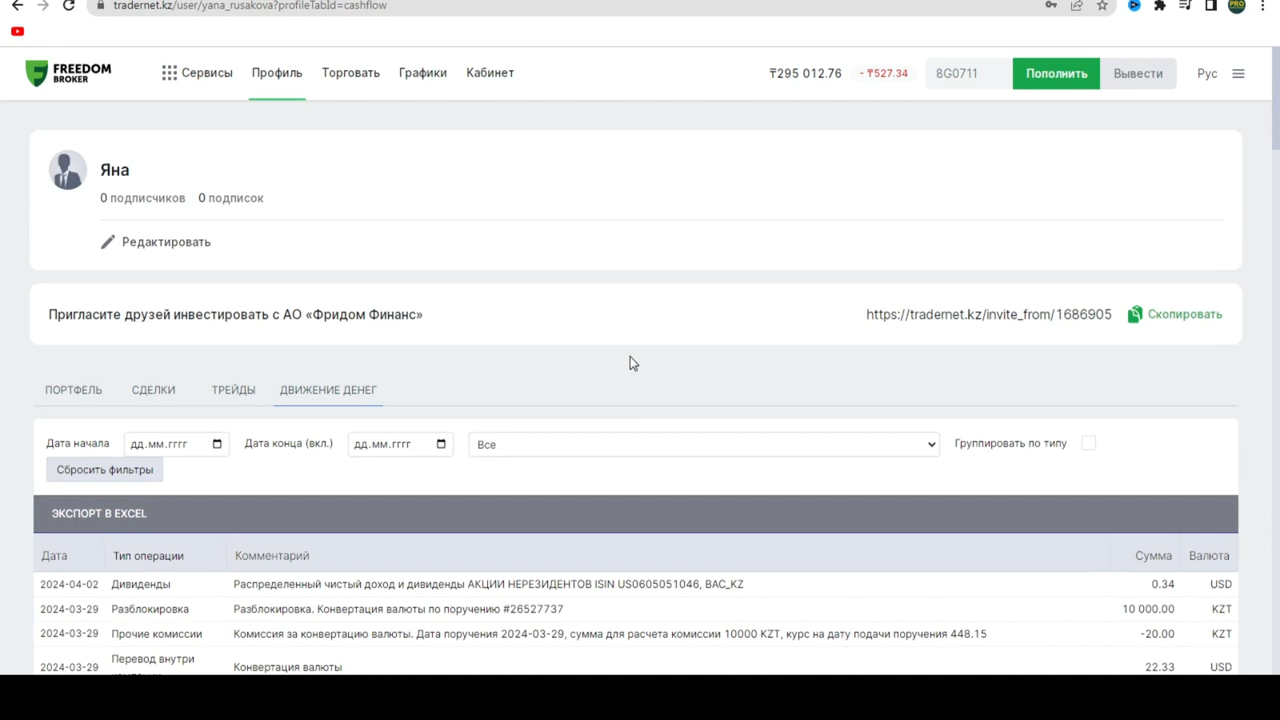 tradernet.kz/user/yana_rusakova?profileTabId=cashflow
PRO
FREEDOM
BROKER
Сервисы Профиль Торговать Графики Кабинет ₸295 012.76 - ₸527.34 8G0711 Пополнить Вывести Рус
Яна
0 подписчиков 0 подписок
Редактировать
Пригласите друзей инвестировать с АО «Фридом Финанс» https://tradernet.kz/invite_from/1686905 Скопировать
ПОРТФЕЛЬ СДЕЛКИ ТРЕЙДЫ ДВИЖЕНИЕ ДЕНЕГ
Дата начала дд.мм.гггг Дата конца (вкл.) дд.мм.гггг Все Группировать по типу
Сбросить фильтры
ЭКСПОРТ В EXCEL
Дата Тип операции Комментарий Сумма Валюта
2024-04-02 Дивиденды Распределенный чистый доход и дивиденды АКЦИИ НЕРЕЗИДЕНТОВ ISIN US0605051046, BAC_KZ 0.34 USD
2024-03-29 Разблокировка Разблокировка. Конвертация валюты по поручению #26527737 10 000.00 KZT
2024-03-29 Прочие комиссии Комиссия за конвертацию валюты. Дата поручения 2024-03-29, сумма для расчета комиссии 10000 KZT, курс на дату подачи поручения 448.15 -20.00 KZT
2024-03-29 Перевод внутри Конвертация валюты 22.33 USD